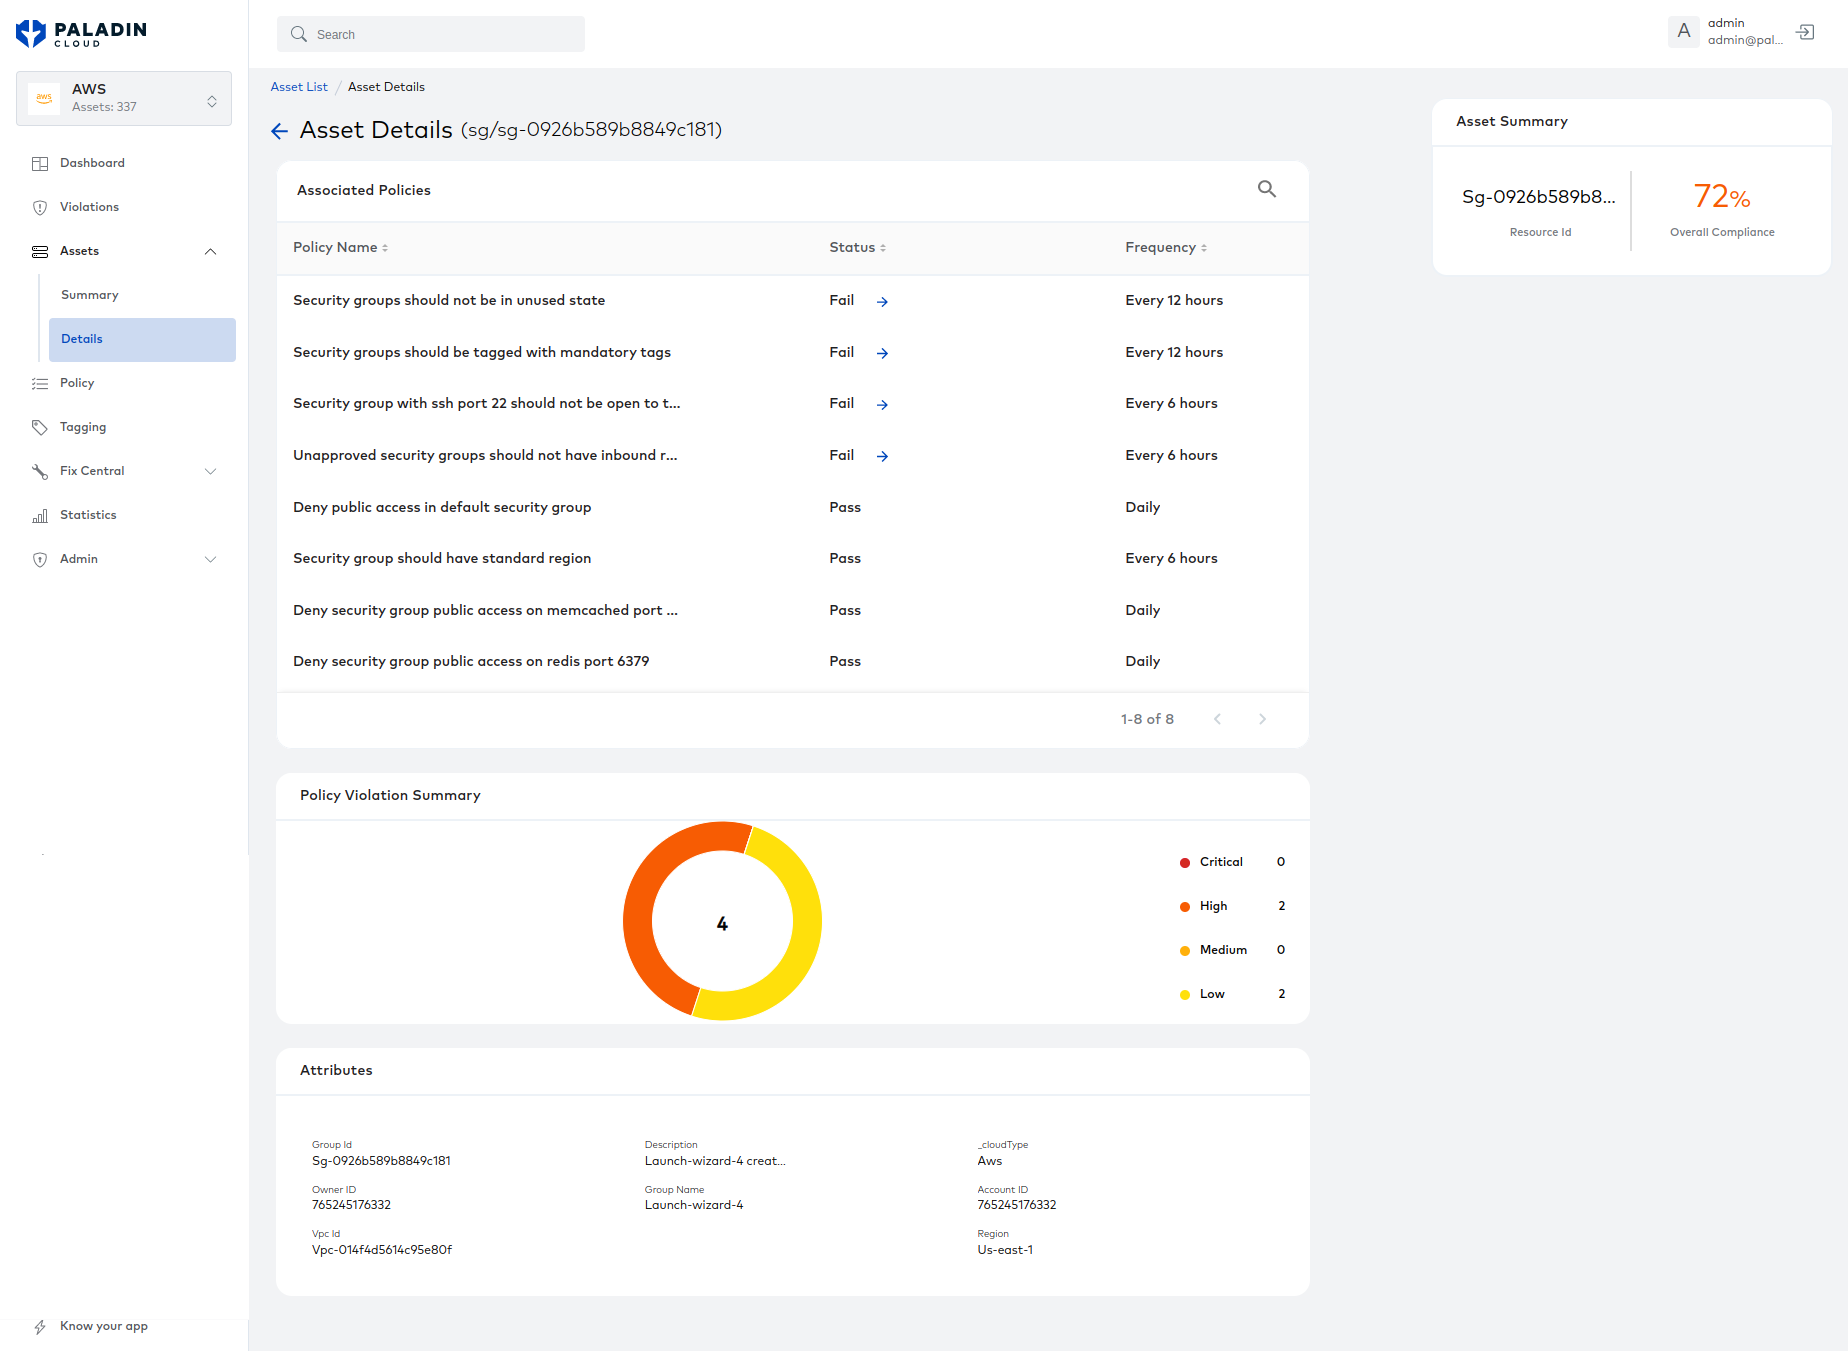 PALADIN
CLOUD
Search
A
admin
admin@pal...
aws
AWS
Assets: 337
Dashboard
Violations
Assets
Summary
Details
Policy
Tagging
Fix Central
Statistics
Admin
Know your app
Asset List / Asset Details
Asset Details (sg/sg-0926b589b8849c181)
Associated Policies
Policy Name Status Frequency
Security groups should not be in unused state Fail Every 12 hours
Security groups should be tagged with mandatory tags Fail Every 12 hours
Security group with ssh port 22 should not be open to t... Fail Every 6 hours
Unapproved security groups should not have inbound r... Fail Every 6 hours
Deny public access in default security group Pass Daily
Security group should have standard region Pass Every 6 hours
Deny security group public access on memcached port ... Pass Daily
Deny security group public access on redis port 6379 Pass Daily
1-8 of 8
Policy Violation Summary
4
Critical 0
High 2
Medium 0
Low 2
Attributes
Group Id
Sg-0926b589b8849c181
Description
Launch-wizard-4 creat...
_cloudType
Aws
Owner ID
765245176332
Group Name
Launch-wizard-4
Account ID
765245176332
Vpc Id
Vpc-014f4d5614c95e80f
Region
Us-east-1
Asset Summary
Sg-0926b589b8...
Resource Id
72%
Overall Compliance